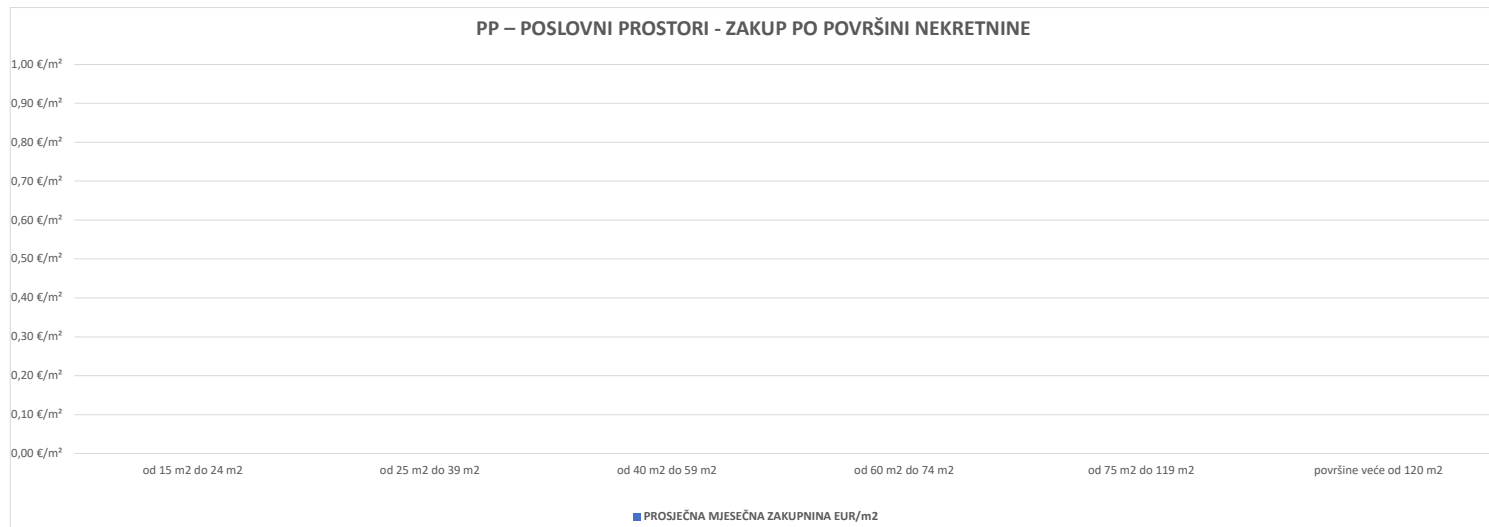 PP – POSLOVNI PROSTORI - ZAKUP PO POVRŠINI NEKRETNINE
1,00 €/m²
0,90 €/m²
0,80 €/m²
0,70 €/m²
0,60 €/m²
0,50 €/m²
0,40 €/m²
0,30 €/m²
0,20 €/m²
0,10 €/m²
0,00 €/m²
od 15 m2 do 24 m2
od 25 m2 do 39 m2
od 40 m2 do 59 m2
od 60 m2 do 74 m2
od 75 m2 do 119 m2
površine veće od 120 m2
PROSJEČNA MJESEČNA ZAKUPNINA EUR/m2